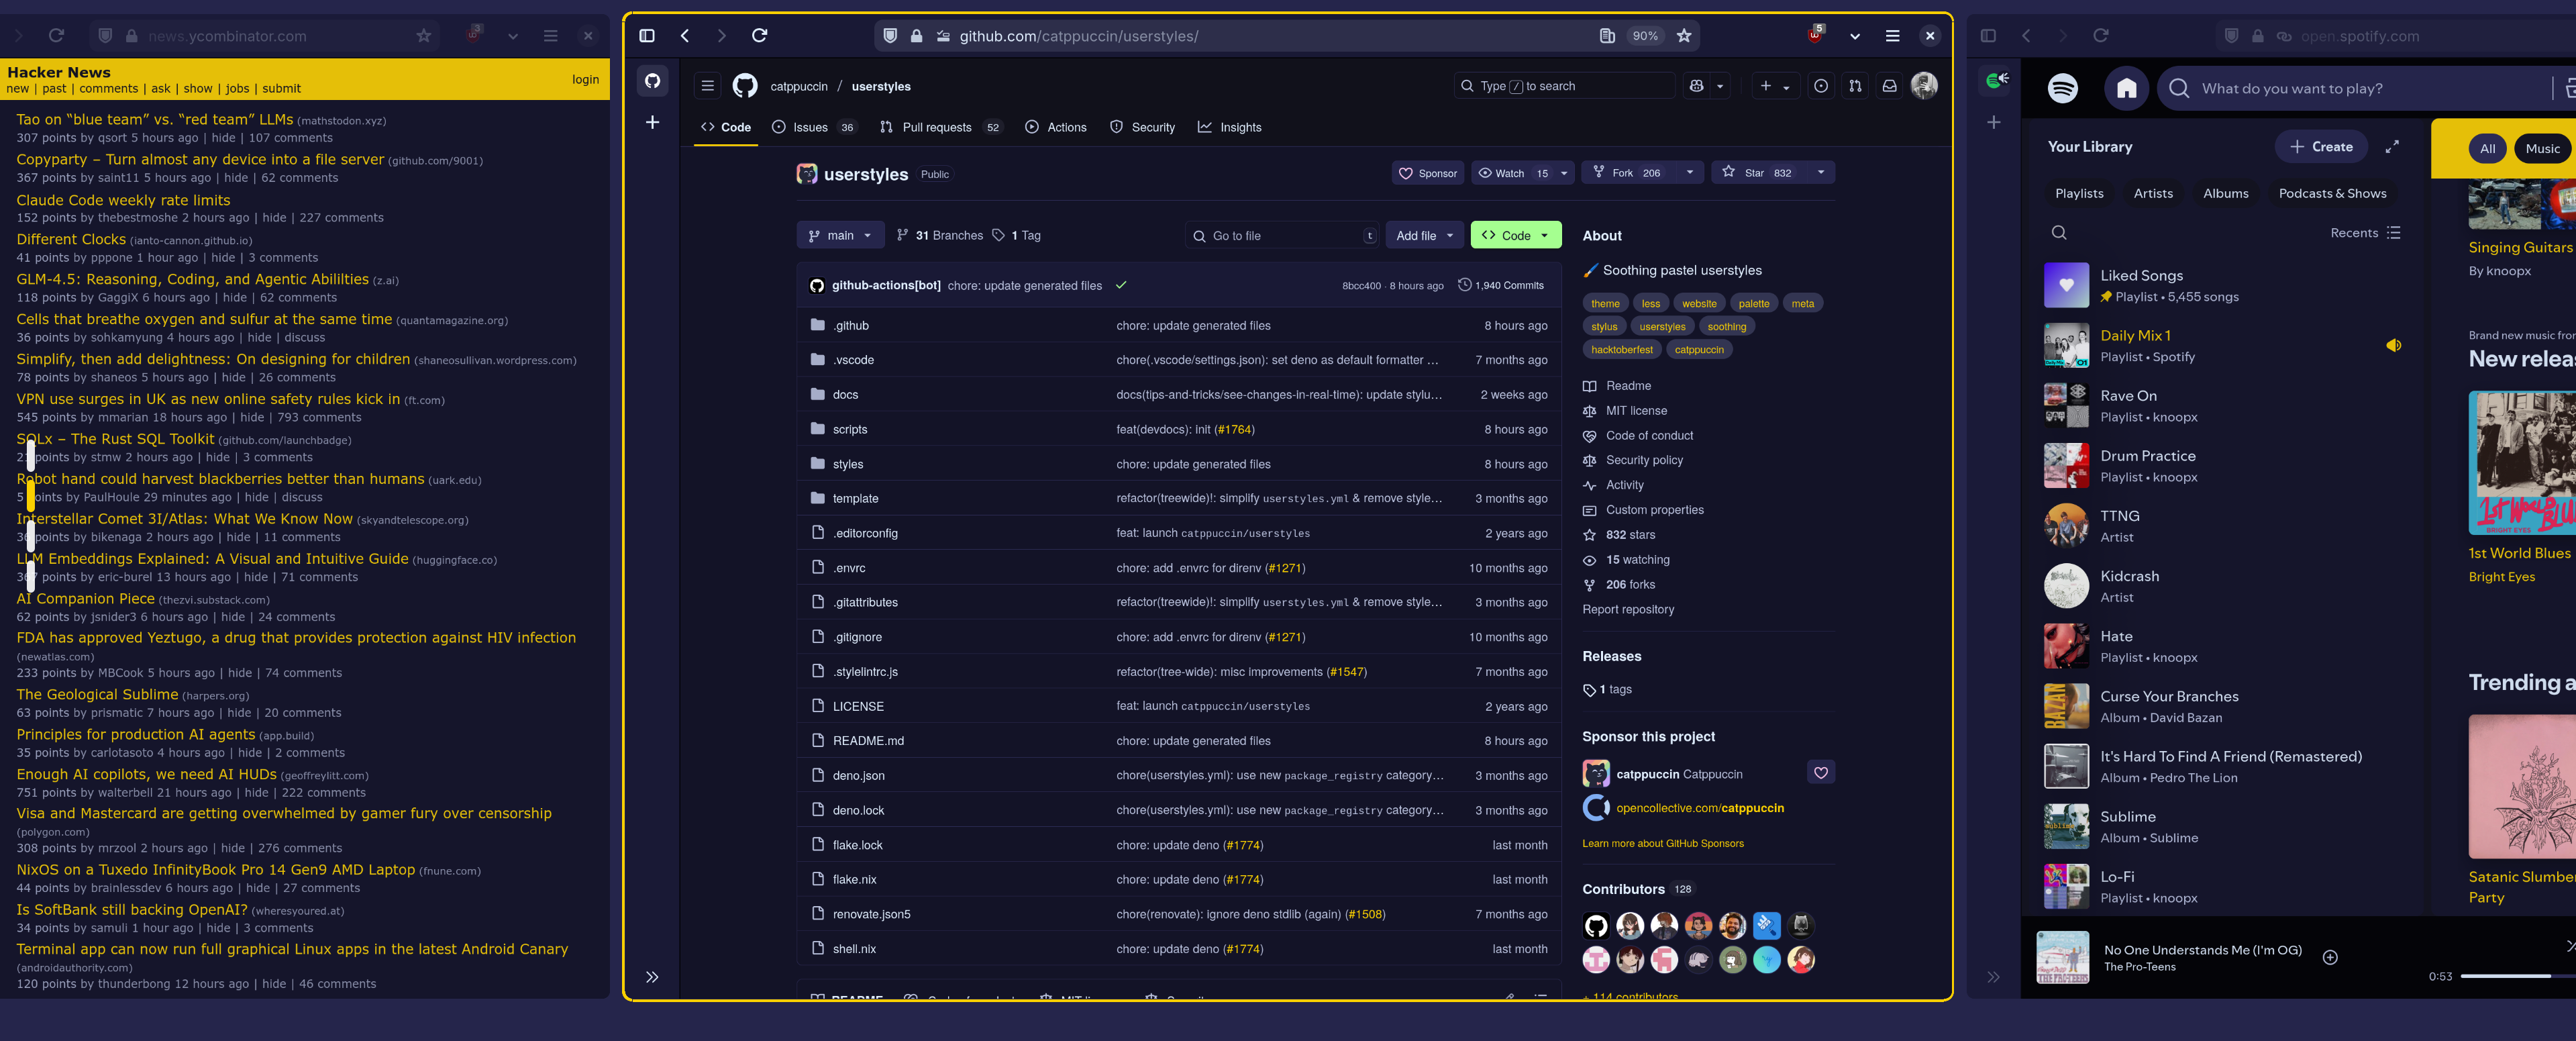 news.ycombinator.com
3
Hacker News
new | past | comments | ask | show | jobs | submit
login
Tao on “blue team” vs. “red team” LLMs (mathstodon.xyz)
307 points by qsort 5 hours ago | hide | 107 comments
Copyparty – Turn almost any device into a file server (github.com/9001)
367 points by saint11 5 hours ago | hide | 62 comments
Claude Code weekly rate limits
152 points by thebestmoshe 2 hours ago | hide | 227 comments
Different Clocks (ianto-cannon.github.io)
41 points by pppone 1 hour ago | hide | 3 comments
GLM-4.5: Reasoning, Coding, and Agentic Abililties (z.ai)
118 points by GaggiX 6 hours ago | hide | 62 comments
Cells that breathe oxygen and sulfur at the same time (quantamagazine.org)
36 points by sohkamyung 4 hours ago | hide | discuss
Simplify, then add delightness: On designing for children (shaneosullivan.wordpress.com)
78 points by shaneos 5 hours ago | hide | 26 comments
VPN use surges in UK as new online safety rules kick in (ft.com)
545 points by mmarian 18 hours ago | hide | 793 comments
SQLx – The Rust SQL Toolkit (github.com/launchbadge)
points by stmw 2 hours ago | hide | 3 comments
Robot hand could harvest blackberries better than humans (uark.edu)
5 points by PaulHoule 29 minutes ago | hide | discuss
Interstellar Comet 3I/Atlas: What We Know Now (skyandtelescope.org)
points by bikenaga 2 hours ago | hide | 11 comments
LLM Embeddings Explained: A Visual and Intuitive Guide (huggingface.co)
points by eric-burel 13 hours ago | hide | 71 comments
AI Companion Piece (thezvi.substack.com)
62 points by jsnider3 6 hours ago | hide | 24 comments
FDA has approved Yeztugo, a drug that provides protection against HIV infection
(newatlas.com)
233 points by MBCook 5 hours ago | hide | 74 comments
The Geological Sublime (harpers.org)
63 points by prismatic 7 hours ago | hide | 20 comments
Principles for production AI agents (app.build)
35 points by carlotasoto 4 hours ago | hide | 2 comments
Enough AI copilots, we need AI HUDs (geoffreylitt.com)
751 points by walterbell 21 hours ago | hide | 222 comments
Visa and Mastercard are getting overwhelmed by gamer fury over censorship
(polygon.com)
308 points by mrzool 2 hours ago | hide | 276 comments
NixOS on a Tuxedo InfinityBook Pro 14 Gen9 AMD Laptop (fnune.com)
44 points by brainlessdev 6 hours ago | hide | 27 comments
Is SoftBank still backing OpenAI? (wheresyoured.at)
34 points by samuli 1 hour ago | hide | 3 comments
Terminal app can now run full graphical Linux apps in the latest Android Canary
(androidauthority.com)
120 points by thunderbong 12 hours ago | hide | 46 comments
github.com/catppuccin/userstyles/
90%
5
catppuccin / userstyles
Type / to search
Code
Issues 36
Pull requests 52
Actions
Security
Insights
userstyles Public
Sponsor
Watch 15
Fork 206
Star 832
main
31 Branches
1 Tag
Go to file t
Add file
Code
github-actions[bot] chore: update generated files
8bcc400 · 8 hours ago
1,940 Commits
.github chore: update generated files 8 hours ago
.vscode chore(.vscode/settings.json): set deno as default formatter … 7 months ago
docs docs(tips-and-tricks/see-changes-in-real-time): update stylu… 2 weeks ago
scripts feat(devdocs): init (#1764) 8 hours ago
styles chore: update generated files 8 hours ago
template refactor(treewide)!: simplify userstyles.yml & remove style… 3 months ago
.editorconfig feat: launch catppuccin/userstyles 2 years ago
.envrc chore: add .envrc for direnv (#1271) 10 months ago
.gitattributes refactor(treewide)!: simplify userstyles.yml & remove style… 3 months ago
.gitignore chore: add .envrc for direnv (#1271) 10 months ago
.stylelintrc.js refactor(tree-wide): misc improvements (#1547) 7 months ago
LICENSE feat: launch catppuccin/userstyles 2 years ago
README.md chore: update generated files 8 hours ago
deno.json chore(userstyles.yml): use new package_registry category… 3 months ago
deno.lock chore(userstyles.yml): use new package_registry category… 3 months ago
flake.lock chore: update deno (#1774) last month
flake.nix chore: update deno (#1774) last month
renovate.json5 chore(renovate): ignore deno stdlib (again) (#1508) 7 months ago
shell.nix chore: update deno (#1774) last month
README
About
🖌️ Soothing pastel userstyles
theme less website palette meta
stylus userstyles soothing
hacktoberfest catppuccin
Readme
MIT license
Code of conduct
Security policy
Activity
Custom properties
832 stars
15 watching
206 forks
Report repository
Releases
1 tags
Sponsor this project
catppuccin Catppuccin
opencollective.com/catppuccin
Learn more about GitHub Sponsors
Contributors 128
+ 114 contributors
open.spotify.com
What do you want to play?
Your Library
Create
Playlists
Artists
Albums
Podcasts & Shows
Recents
Liked Songs
Playlist • 5,455 songs
Daily Mix 1
Playlist • Spotify
Rave On
Playlist • knoopx
Drum Practice
Playlist • knoopx
TTNG
Artist
Kidcrash
Artist
Hate
Playlist • knoopx
Curse Your Branches
Album • David Bazan
It's Hard To Find A Friend (Remastered)
Album • Pedro The Lion
Sublime
Album • Sublime
Lo-Fi
Playlist • knoopx
All
Music
Singing Guitars
By knoopx
Brand new music from
New relea
1st World Blues
Bright Eyes
Trending a
Satanic Slumber
Party
No One Understands Me (I'm OG)
The Pro-Teens
0:53